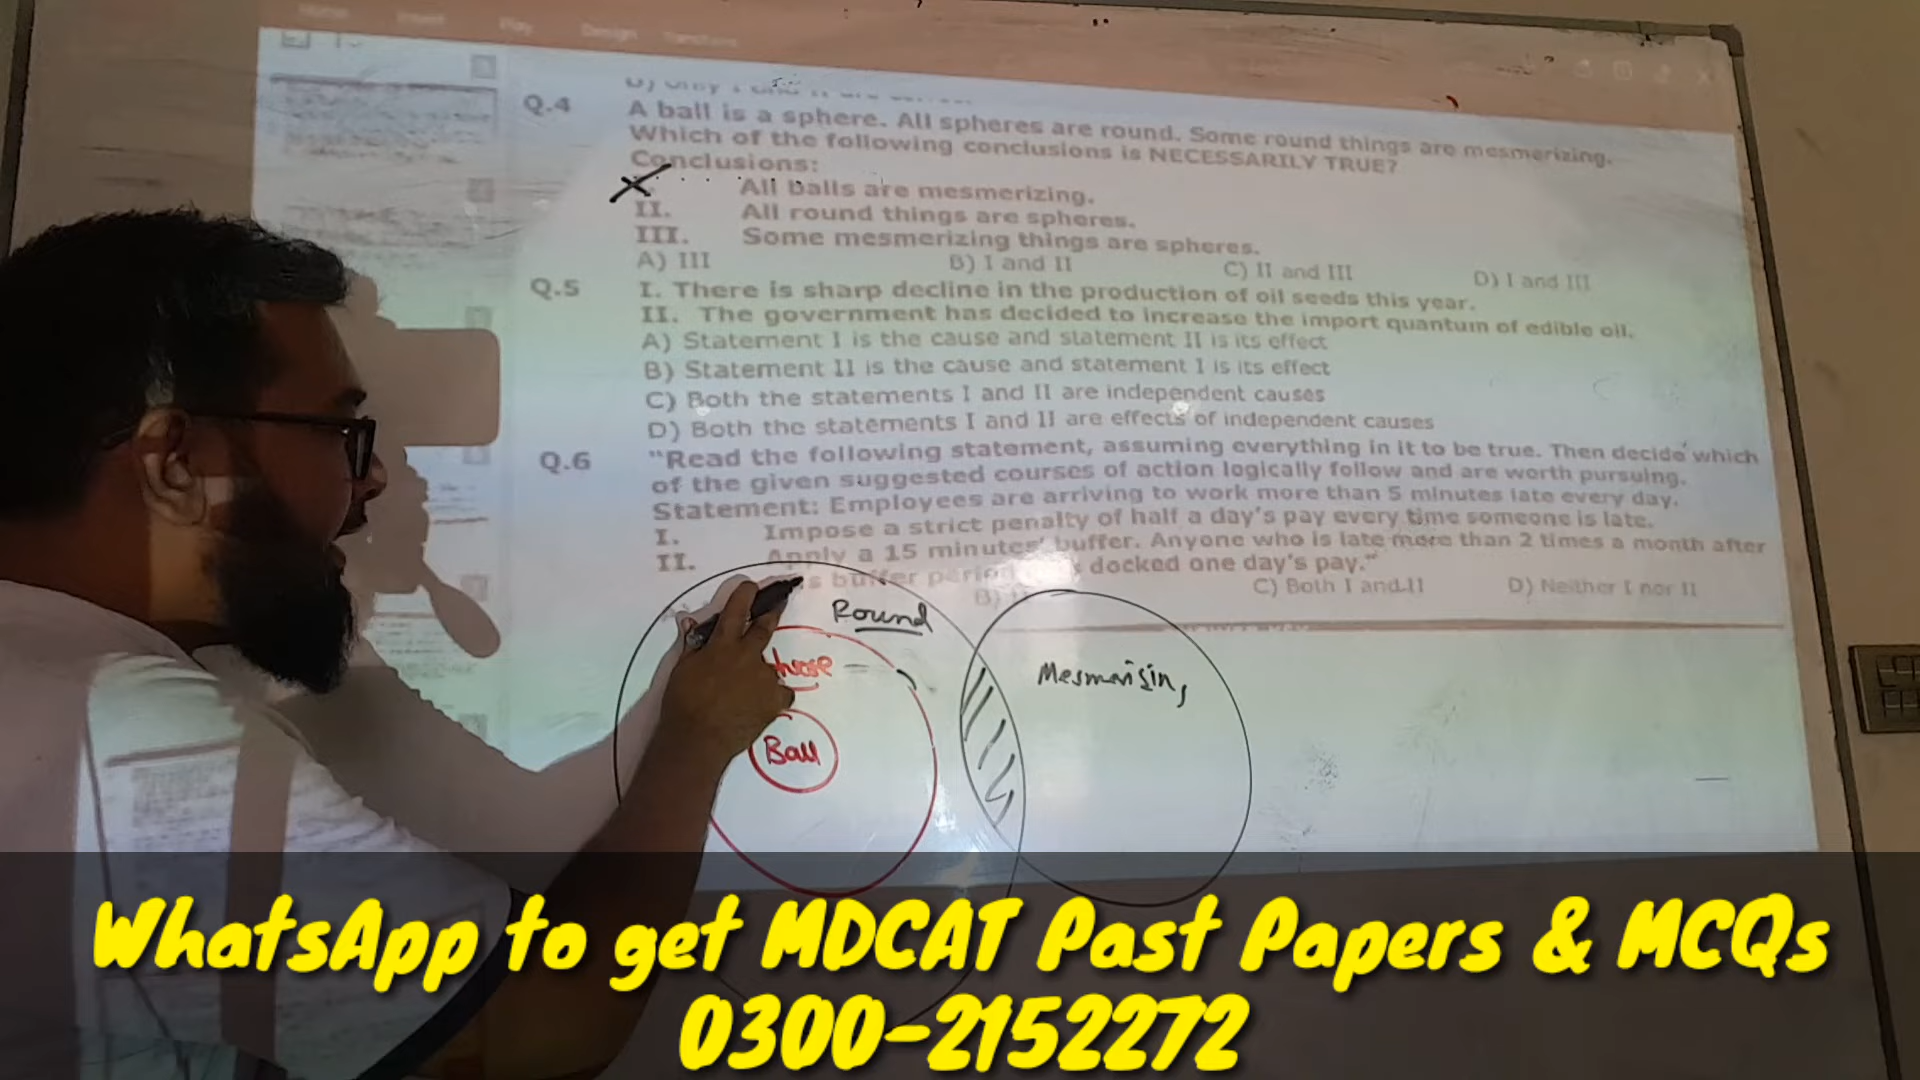 Q.4 A ball is a sphere. All spheres are round. Some round things are mesmerizing.
Which of the following conclusions is NECESSARILY TRUE?
Conclusions:
All balls are mesmerizing.
II. All round things are spheres.
III. Some mesmerizing things are spheres.
A) III B) I and II C) II and III D) I and III
Q.5 I. There is sharp decline in the production of oil seeds this year.
II. The government has decided to increase the import quantum of edible oil.
A) Statement I is the cause and statement II is its effect
B) Statement II is the cause and statement I is its effect
C) Both the statements I and II are independent causes
D) Both the statements I and II are effects of independent causes
Q.6 "Read the following statement, assuming everything in it to be true. Then decide which
of the given suggested courses of action logically follow and are worth pursuing.
Statement: Employees are arriving to work more than 5 minutes late every day.
I. Impose a strict penalty of half a day's pay every time someone is late.
II. Apply a 15 minutes' buffer. Anyone who is late more than 2 times a month after
buffer docked one day's pay."
B) C) Both I and II D) Neither I nor II
Round
Ball
WhatsApp to get MDCAT Past Papers & MCQs
0300-2152272